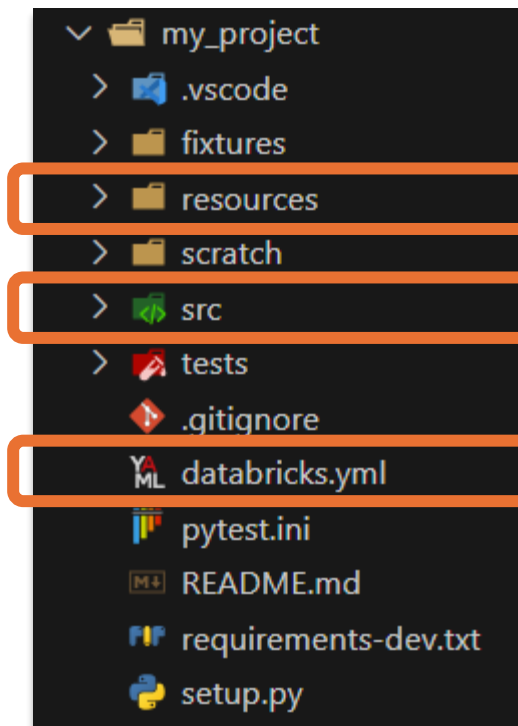 my_project
.vscode
fixtures
resources
scratch
src
tests
.gitignore
YAML databricks.yml
pytest.ini
M README.md
requirements-dev.txt
setup.py